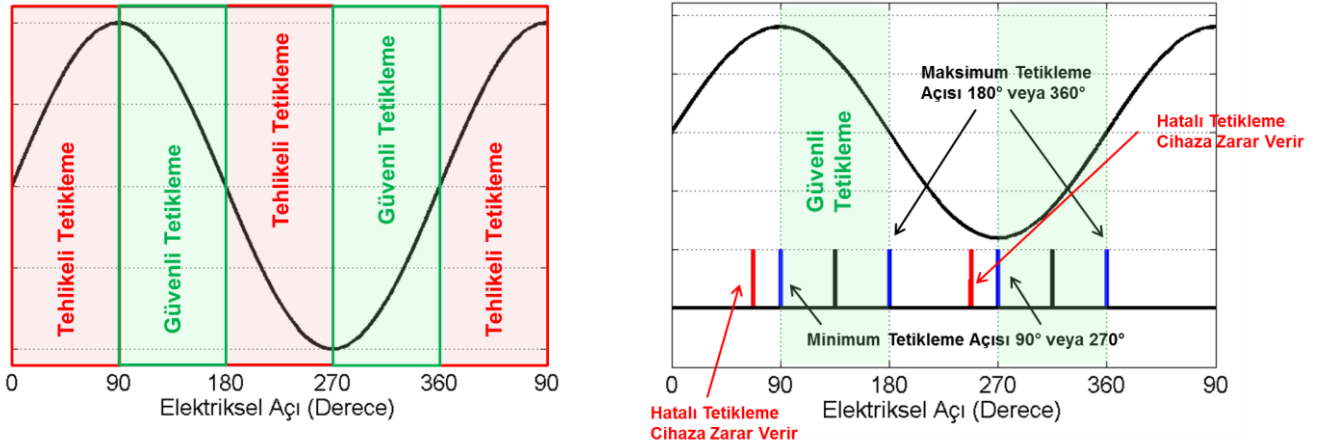 Tehlikeli Tetikleme
Güvenli Tetikleme
Tehlikeli Tetikleme
Güvenli Tetikleme
Tehlikeli Tetikleme
0 90 180 270 360 90
Elektriksel Açı (Derece)
Güvenli
Tetikleme
Maksimum Tetikleme
Açısı 180° veya 360°
Hatalı Tetikleme
Cihaza Zarar Verir
Minimum Tetikleme Açısı 90° veya 270°
0 90 180 270 360 90
Elektriksel Açı (Derece)
Hatalı Tetikleme
Cihaza Zarar Verir